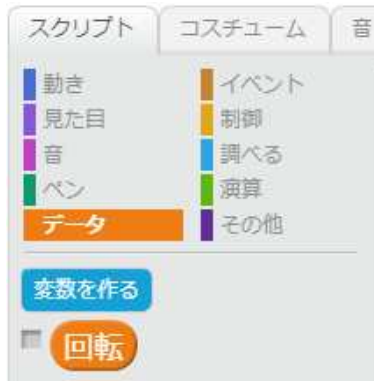 スクリプト コスチューム 音
動き イベント
見た目 制御
音 調べる
ペン 演算
データ その他
変数を作る
回転